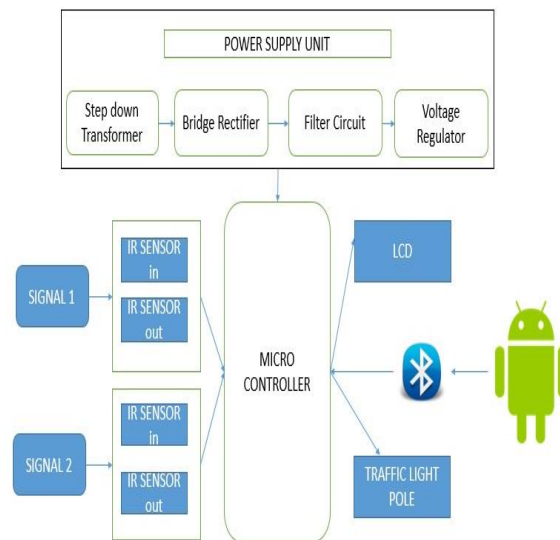 POWER SUPPLY UNIT
Step down
Transformer
Bridge Rectifier
Filter Circuit
Voltage
Regulator
SIGNAL 1
IR SENSOR
in
IR SENSOR
out
SIGNAL 2
IR SENSOR
in
IR SENSOR
out
MICRO
CONTROLLER
LCD
TRAFFIC LIGHT
POLE